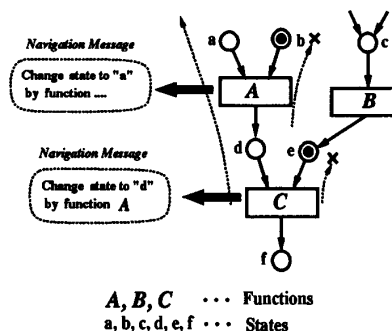 Navigation Message
Change state to "a"
by function ....
Navigation Message
Change state to "d"
by function A
a
b
c
A
B
d
e
C
f
A, B, C ··· Functions
a, b, c, d, e, f ··· States